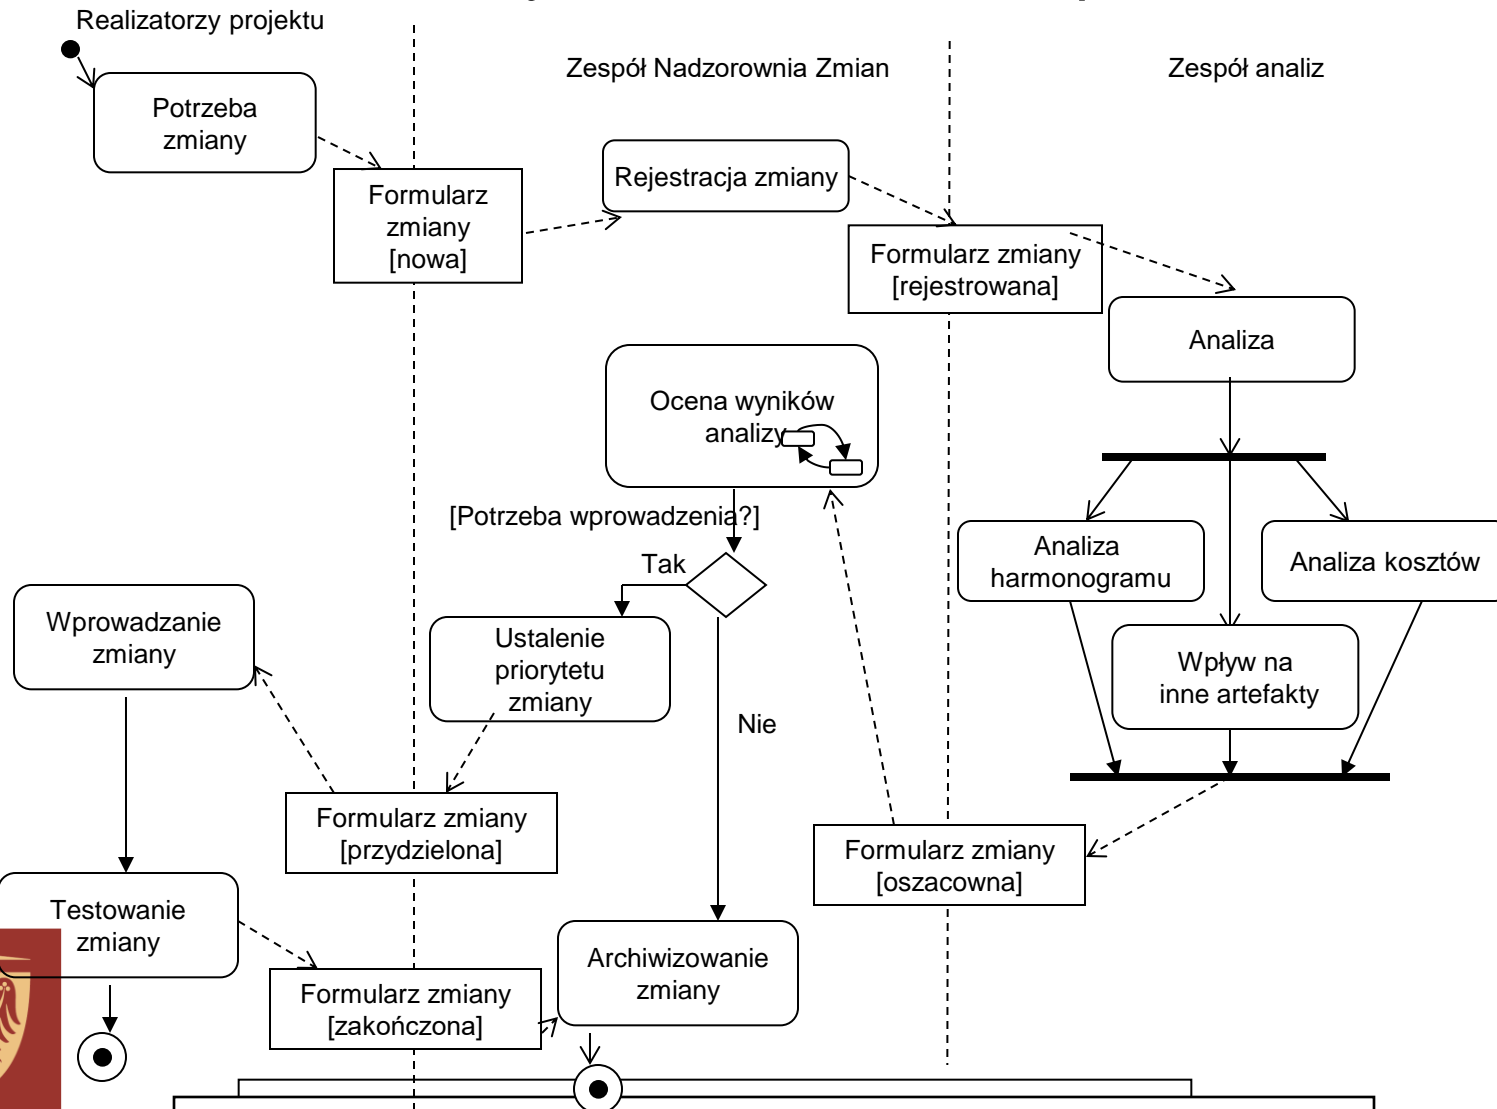 Realizatorzy projektu
Zespół Nadzorownia Zmian
Zespół analiz
Potrzeba
zmiany
Formularz
zmiany
[nowa]
Rejestracja zmiany
Formularz zmiany
[rejestrowana]
Analiza
Ocena wyników
analizy
[Potrzeba wprowadzenia?]
Tak
Analiza
harmonogramu
Analiza kosztów
Wprowadzanie
zmiany
Ustalenie
priorytetu
zmiany
Wpływ na
inne artefakty
Nie
Formularz zmiany
[przydzielona]
Formularz zmiany
[oszacowna]
Testowanie
zmiany
Archiwizowanie
zmiany
Formularz zmiany
[zakończona]